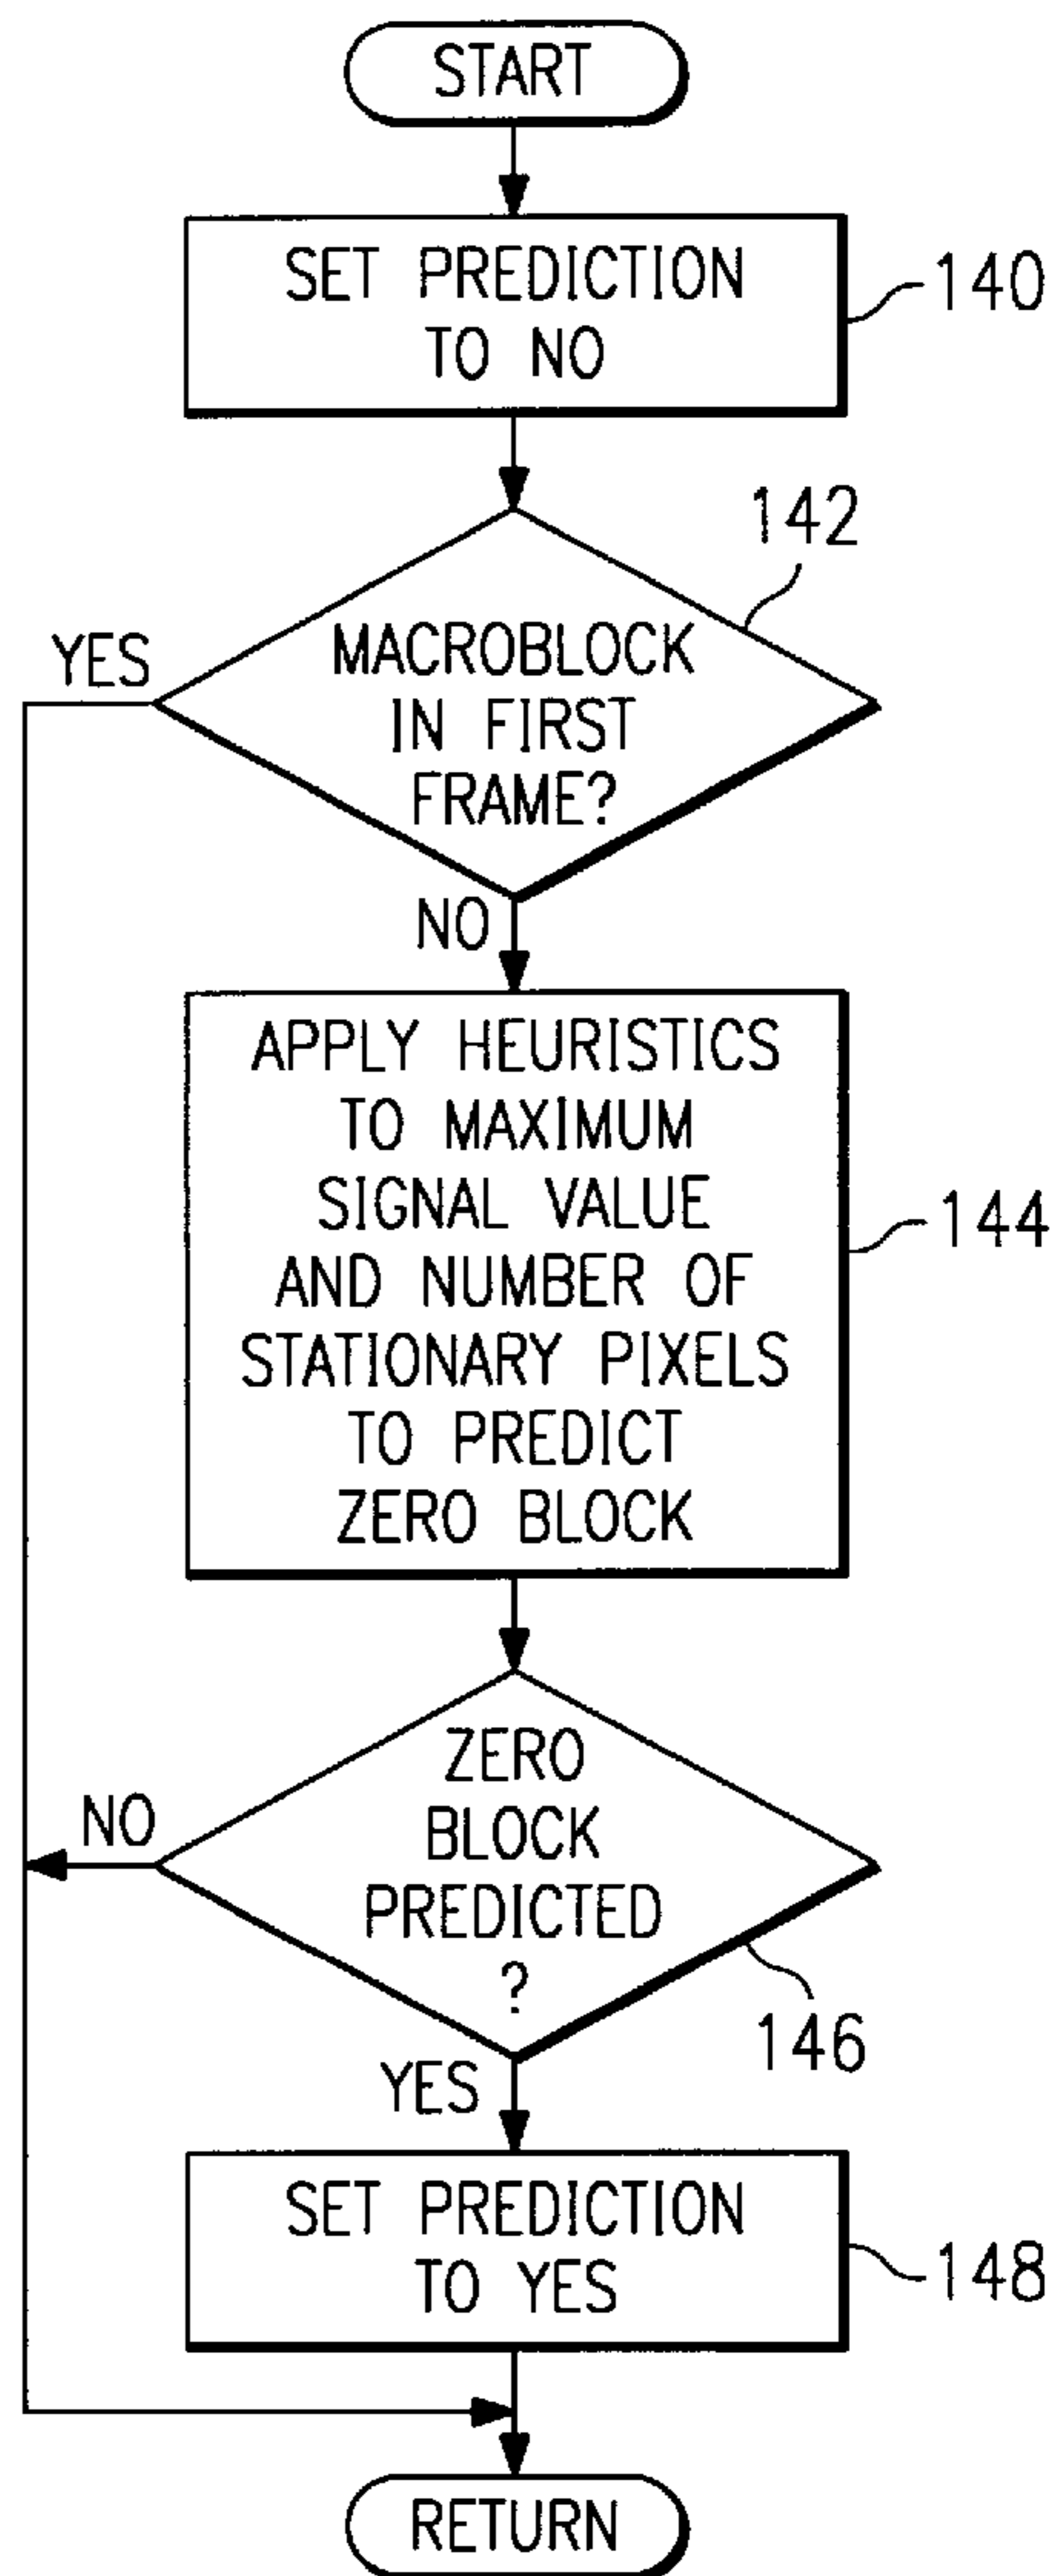 START
SET PREDICTION
TO NO
140
142
YES
MACROBLOCK
IN FIRST
FRAME?
NO
APPLY HEURISTICS
TO MAXIMUM
SIGNAL VALUE
AND NUMBER OF
STATIONARY PIXELS
TO PREDICT
ZERO BLOCK
144
ZERO
BLOCK
PREDICTED
?
NO
146
YES
SET PREDICTION
TO YES
148
RETURN